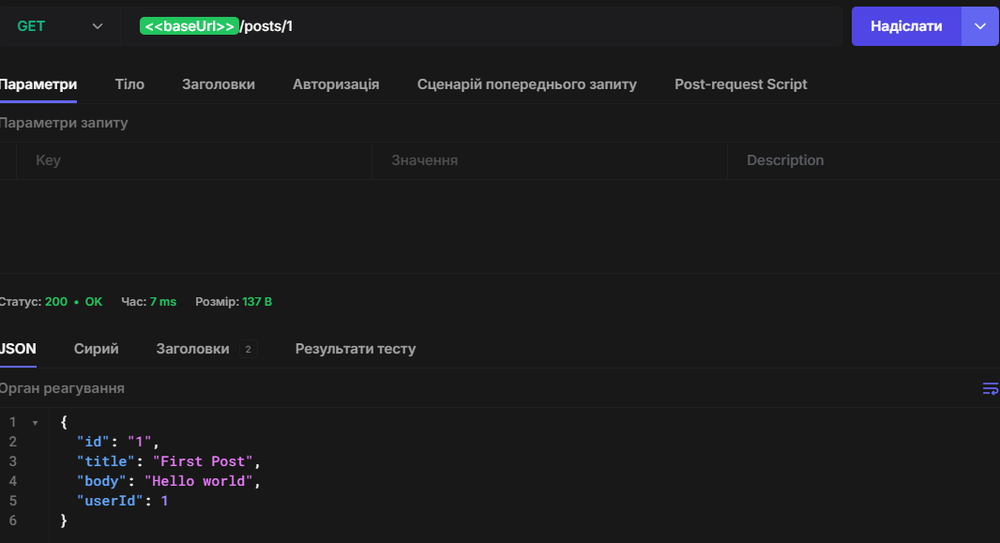 GET <<baseUrl>>/posts/1 Надіслати
Параметри Тіло Заголовки Авторизація Сценарій попереднього запиту Post-request Script
Параметри запиту
Key Значення Description
Статус: 200 • OK Час: 7 ms Розмір: 137 B
JSON Сирий Заголовки 2 Результати тесту
Орган реагування
1 {
2 "id": "1",
3 "title": "First Post",
4 "body": "Hello world",
5 "userId": 1
6 }